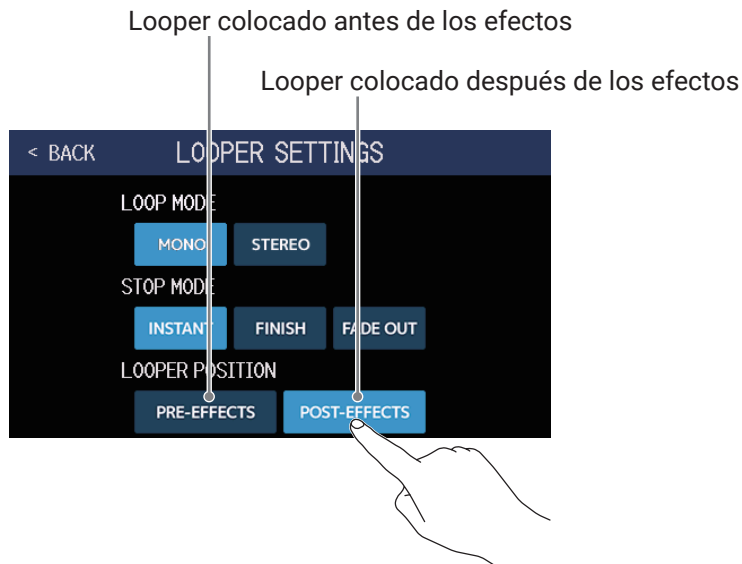 Looper colocado antes de los efectos
Looper colocado después de los efectos
< BACK LOOPER SETTINGS
LOOP MODE
MONO STEREO
STOP MODE
INSTANT FINISH FADE OUT
LOOPER POSITION
PRE-EFFECTS POST-EFFECTS